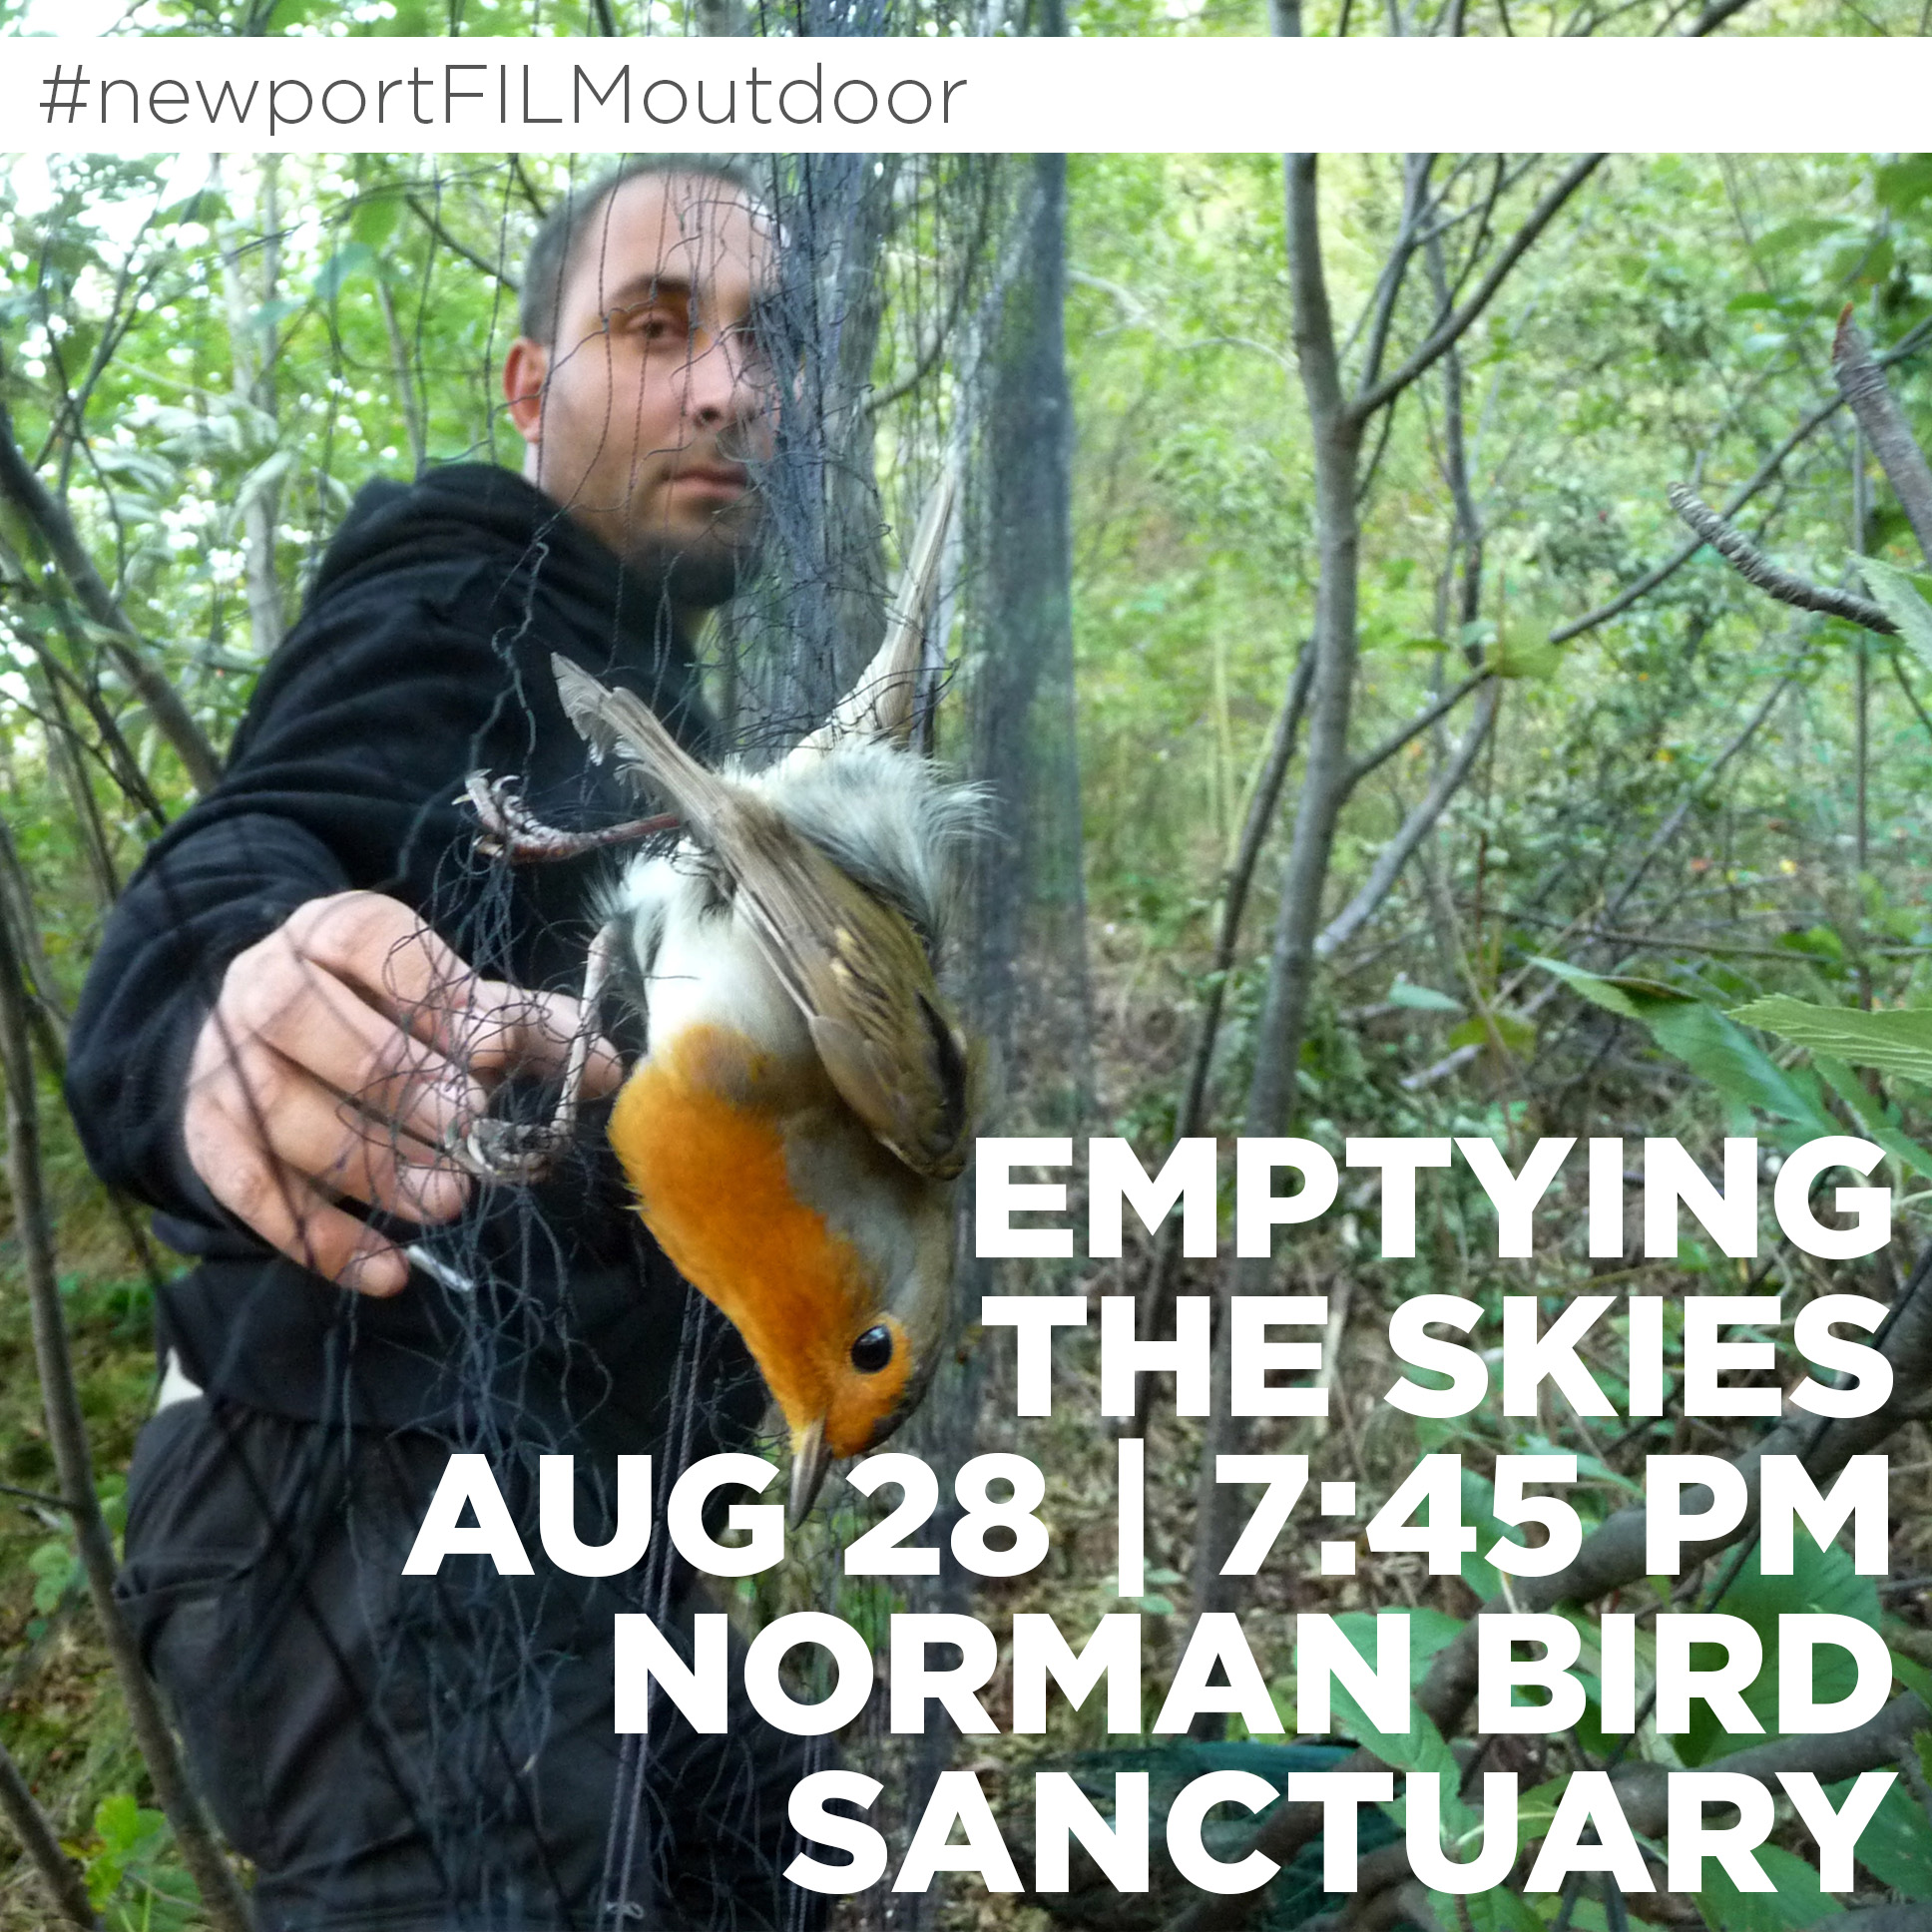 #newportFILMoutdoor
EMPTYING
THE SKIES
AUG 28 | 7:45 PM
NORMAN BIRD
SANCTUARY